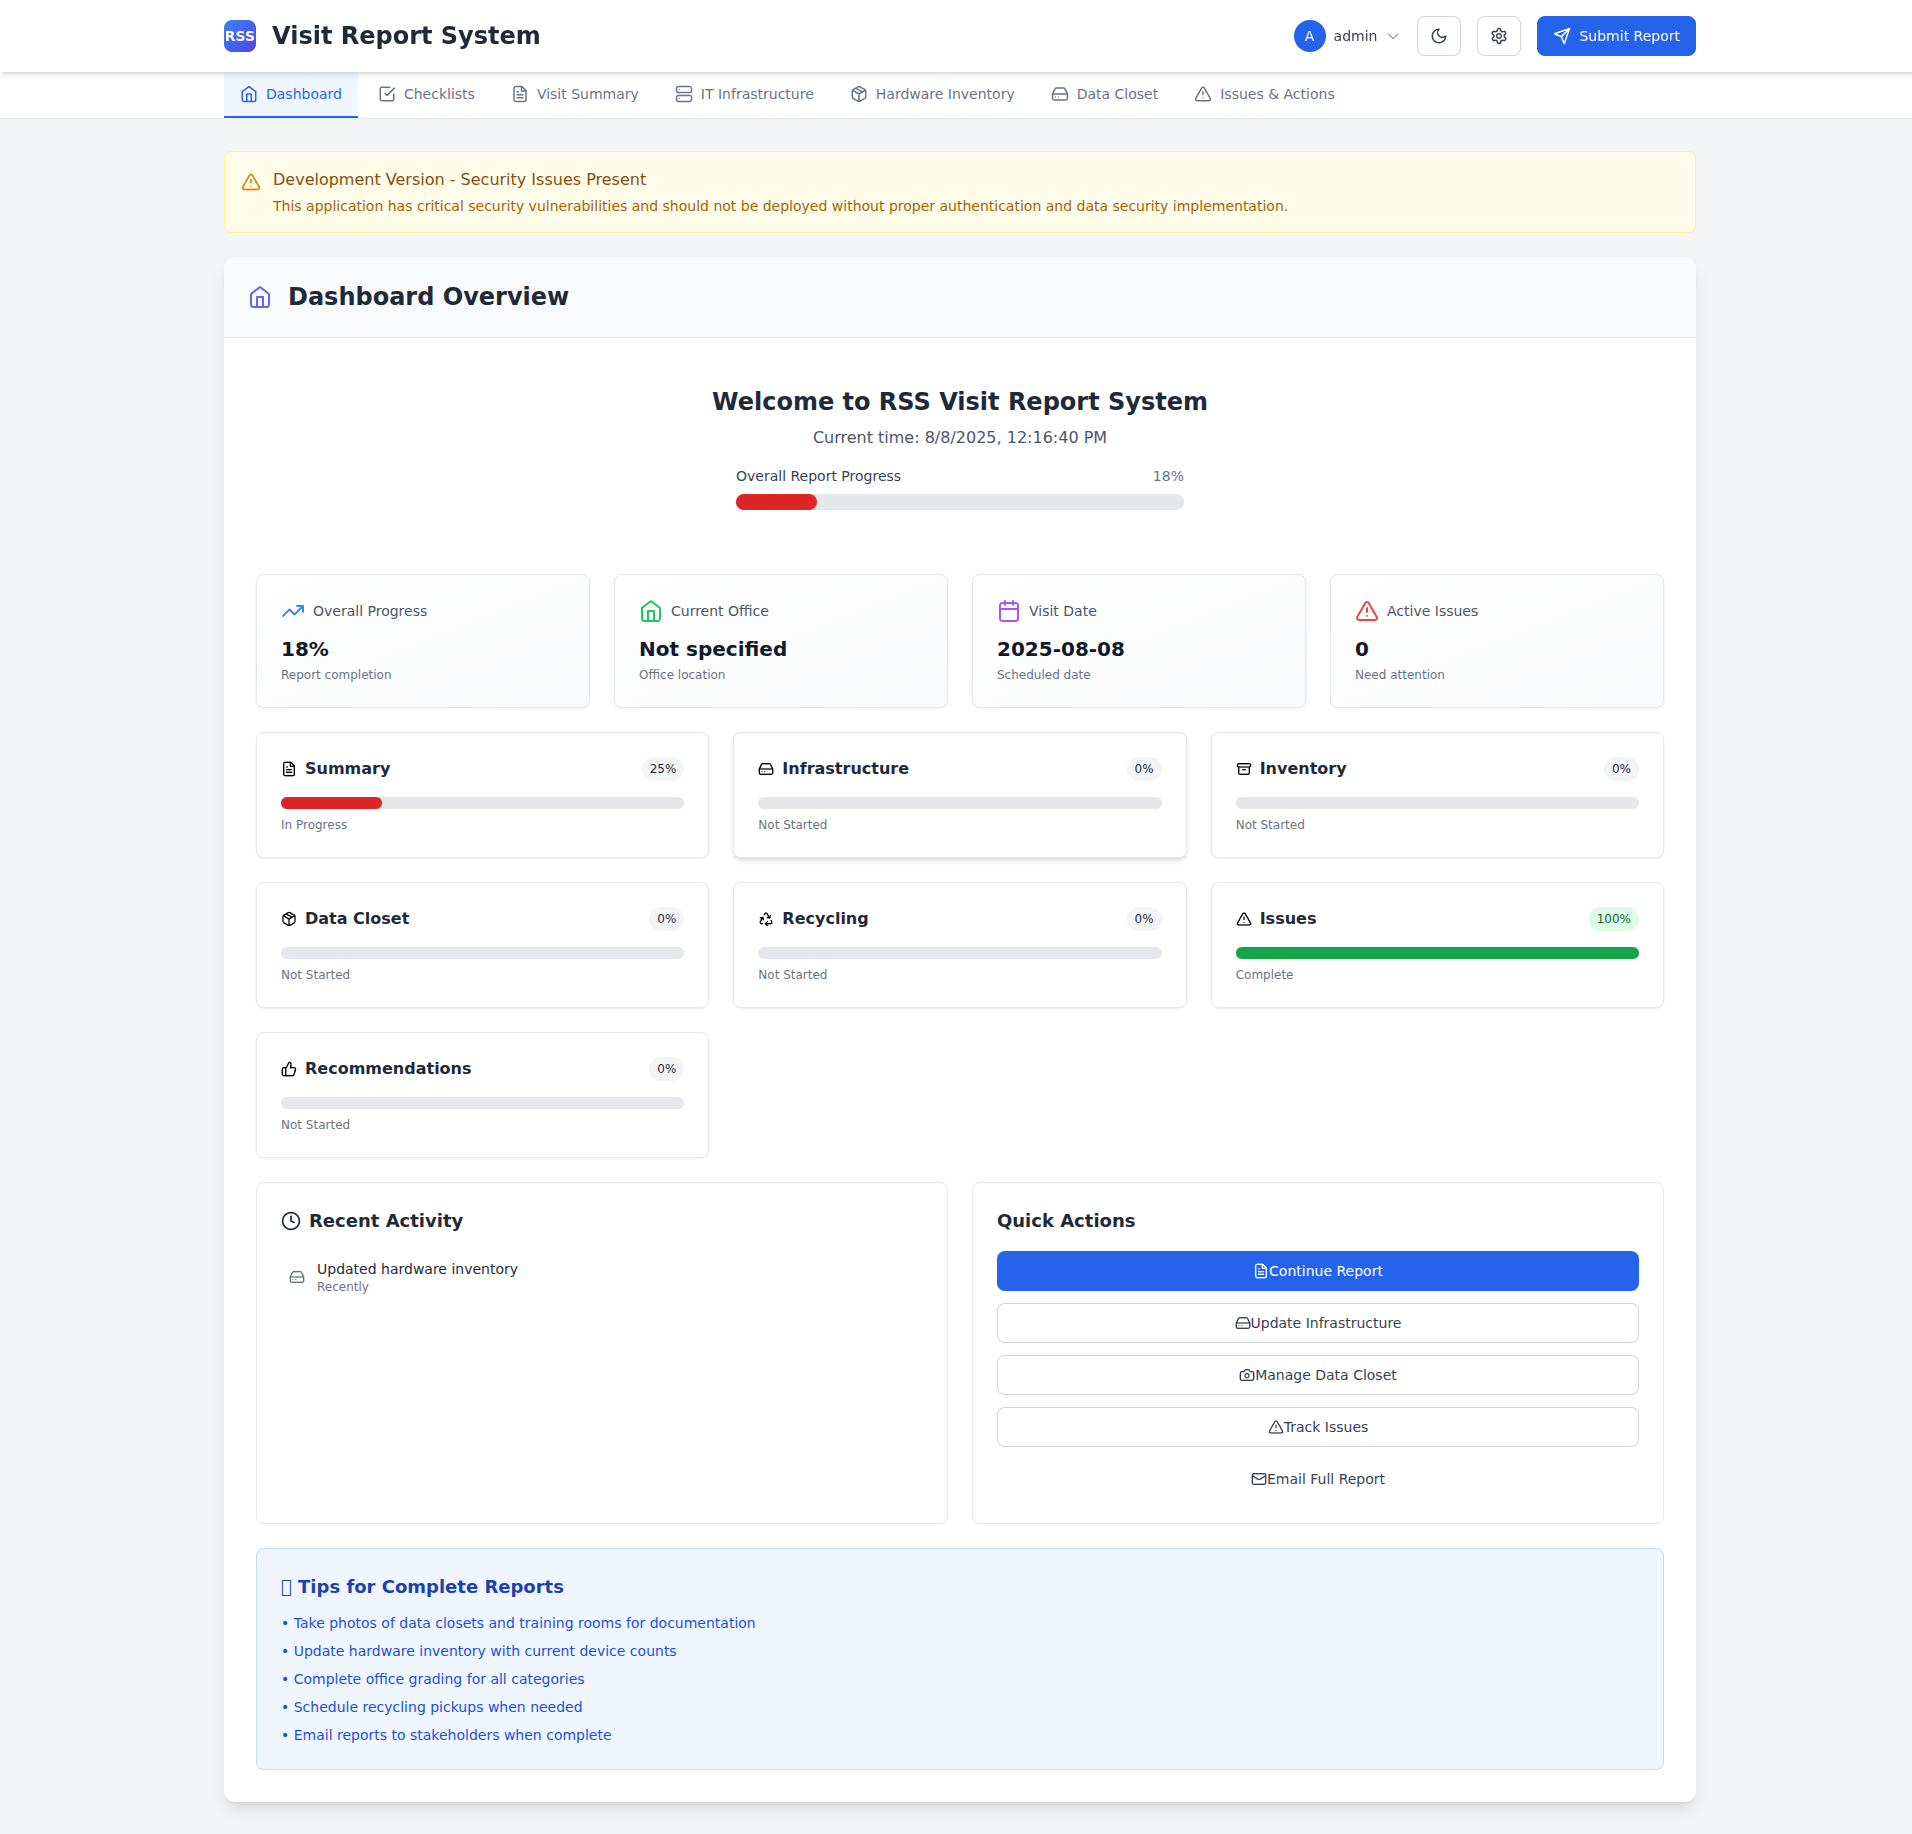 RSS Visit Report System
A admin
Submit Report
Dashboard
Checklists
Visit Summary
IT Infrastructure
Hardware Inventory
Data Closet
Issues & Actions
Development Version - Security Issues Present
This application has critical security vulnerabilities and should not be deployed without proper authentication and data security implementation.
Dashboard Overview
Welcome to RSS Visit Report System
Current time: 8/8/2025, 12:16:40 PM
Overall Report Progress 18%
Overall Progress
18%
Report completion
Current Office
Not specified
Office location
Visit Date
2025-08-08
Scheduled date
Active Issues
0
Need attention
Summary 25%
In Progress
Infrastructure 0%
Not Started
Inventory 0%
Not Started
Data Closet 0%
Not Started
Recycling 0%
Not Started
Issues 100%
Complete
Recommendations 0%
Not Started
Recent Activity
Updated hardware inventory
Recently
Quick Actions
Continue Report
Update Infrastructure
Manage Data Closet
Track Issues
Email Full Report
Tips for Complete Reports
• Take photos of data closets and training rooms for documentation
• Update hardware inventory with current device counts
• Complete office grading for all categories
• Schedule recycling pickups when needed
• Email reports to stakeholders when complete